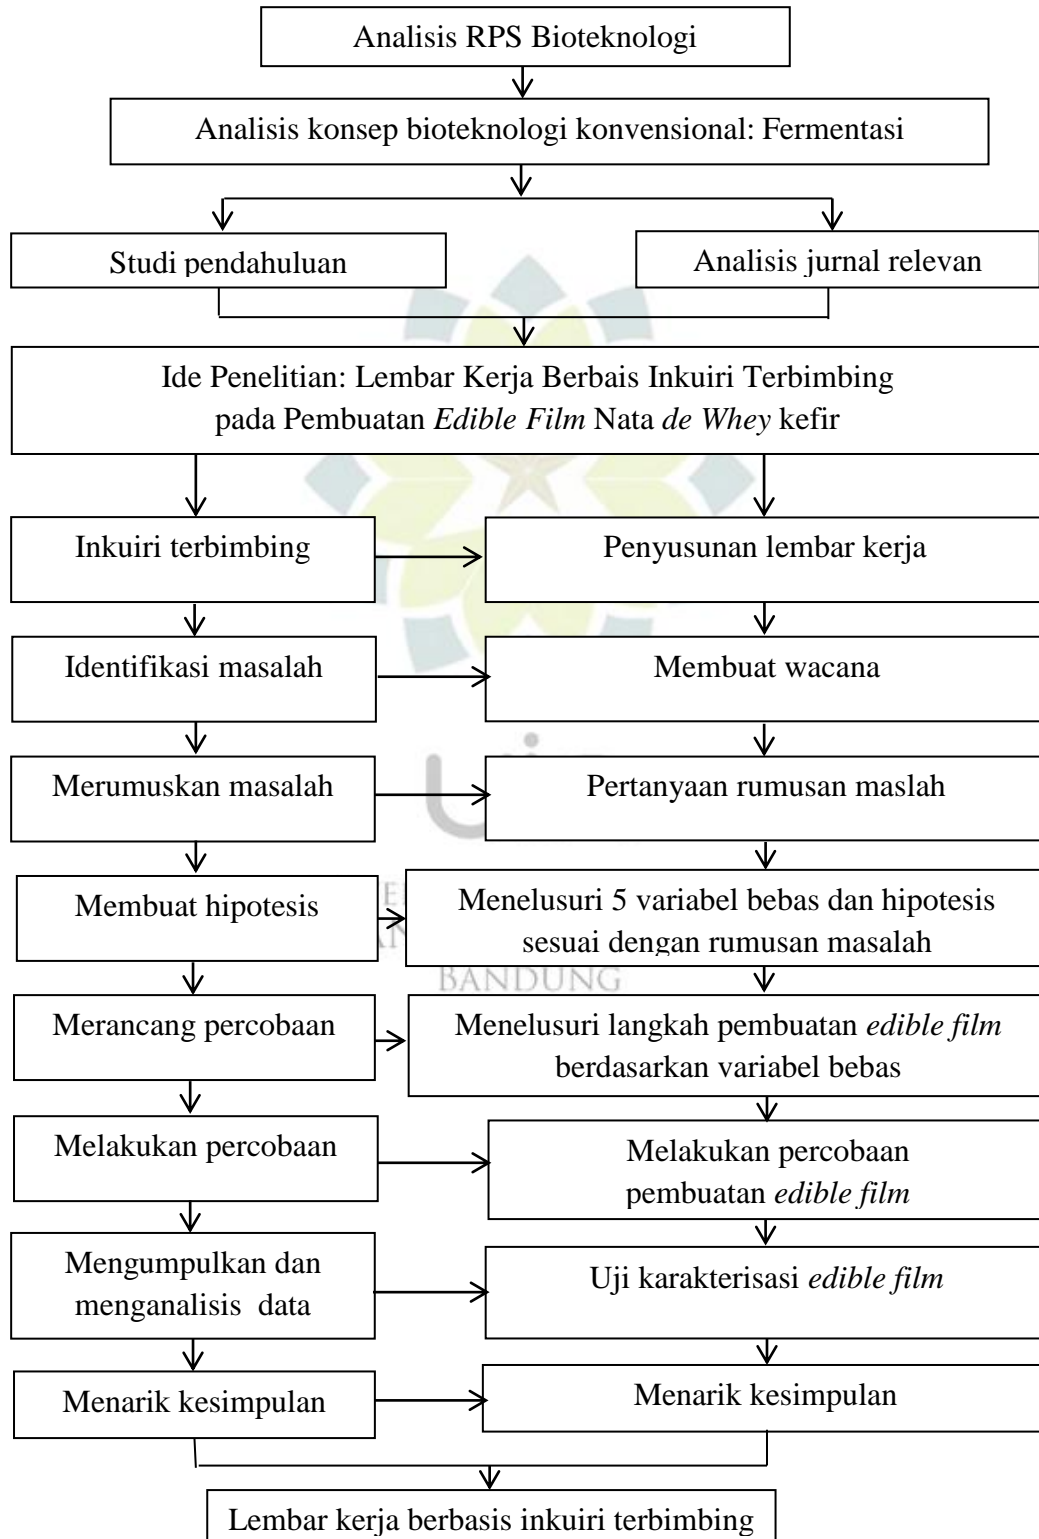 Analisis RPS Bioteknologi
Analisis konsep bioteknologi konvensional: Fermentasi
Studi pendahuluan
Analisis jurnal relevan
Ide Penelitian: Lembar Kerja Berbais Inkuiri Terbimbing
pada Pembuatan Edible Film Nata de Whey kefir
Inkuiri terbimbing
Penyusunan lembar kerja
Identifikasi masalah
Membuat wacana
Merumuskan masalah
Pertanyaan rumusan maslah
Membuat hipotesis
Menelusuri 5 variabel bebas dan hipotesis
sesuai dengan rumusan masalah
BANDUNG
Merancang percobaan
Menelusuri langkah pembuatan edible film
berdasarkan variabel bebas
Melakukan percobaan
Melakukan percobaan
pembuatan edible film
Mengumpulkan dan
menganalisis data
Uji karakterisasi edible film
Menarik kesimpulan
Menarik kesimpulan
Lembar kerja berbasis inkuiri terbimbing